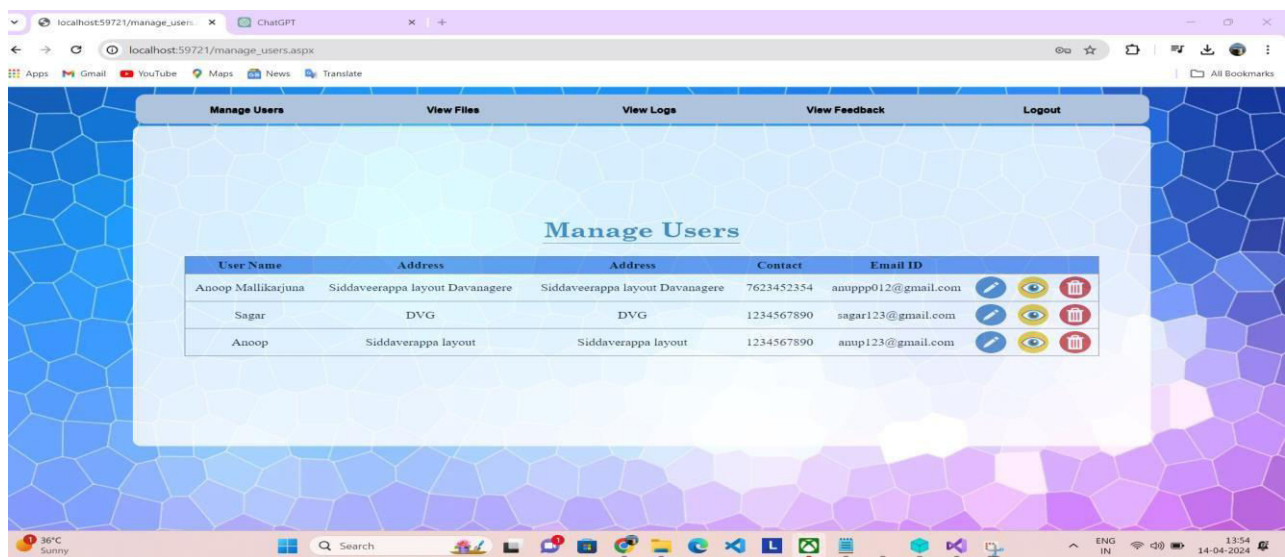 localhost:59721/manage_users. ChatGPT
localhost:59721/manage_users.aspx
Apps Gmail YouTube Maps News Translate All Bookmarks
Manage Users View Files View Logs View Feedback Logout
Manage Users
User Name Address Address Contact Email ID
Anoop Mallikarjuna Siddaveerappa layout Davanagere Siddaveerappa layout Davanagere 7623452354 anuppp012@gmail.com
Sagar DVG DVG 1234567890 sagar123@gmail.com
Anoop Siddaverappa layout Siddaverappa layout 1234567890 anup123@gmail.com
1 36°C Search L 1 ENG 13:54
Sunny IN 14-04-2024